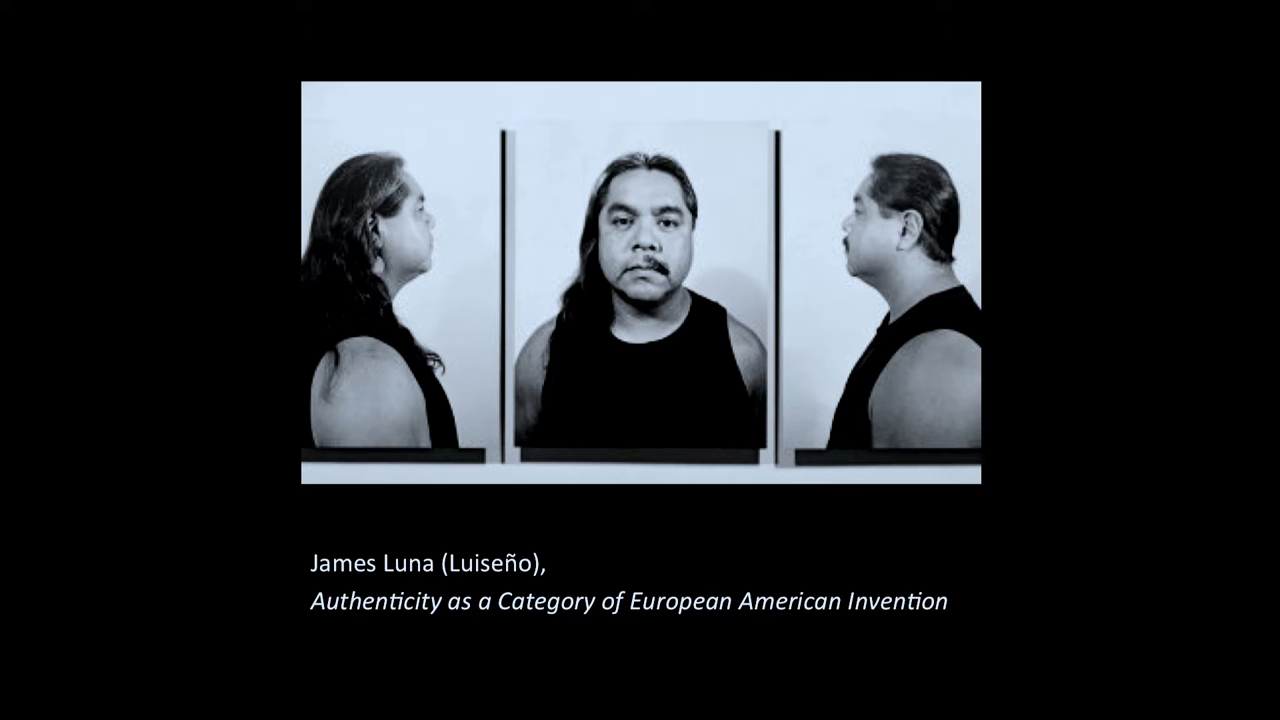 James Luna (Luiseño),
Authenticity as a Category of European American Invention